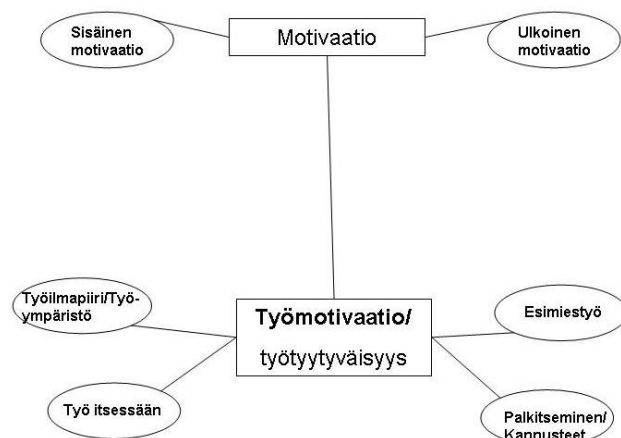 Sisäinen
motivaatio
Motivaatio
Ulkoinen
motivaatio
Työilmapiiri/Työ-
ympäristö
Työmotivaatio/
työtyytyväisyys
Esimiestyö
Työ itsessään
Palkitseminen/
Kannusteet